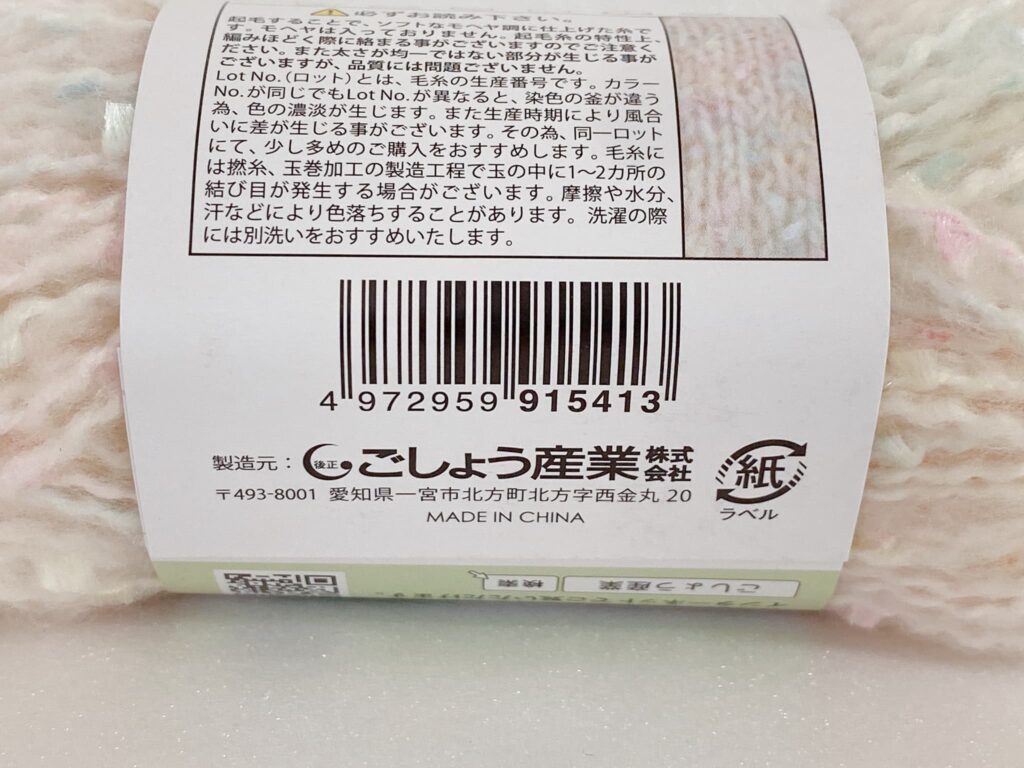 ⚠必ずお読み下さい。
起毛することで、ソフトなモヘヤ調に仕上げた糸で
す。モヘヤは入っておりません。起毛糸の特性上、
編みほどく際に絡まる事がございますのでご注意く
ださい。また太さが均一ではない部分が生じる事が
ございますが、品質には問題ございません。
Lot No.(ロット)とは、毛糸の生産番号です。カラー
No.が同じでもLot No.が異なると、染色の釜が違う
為、色の濃淡が生じます。また生産時期により風合
いに差が生じる事がございます。その為、同一ロット
にて、少し多めのご購入をおすすめします。毛糸に
は撚糸、玉巻加工の製造工程で玉の中に1〜2カ所の
結び目が発生する場合がございます。摩擦や水分、
汗などにより色落ちすることがあります。洗濯の際
には別洗いをおすすめいたします。
4 972959 915413
製造元: 後正 ごしょう産業株式会社
〒493-8001 愛知県一宮市北方町北方字西金丸 20
MADE IN CHINA
紙
ラベル
インターネットでご覧いただけます。
ごしょう産業 検索